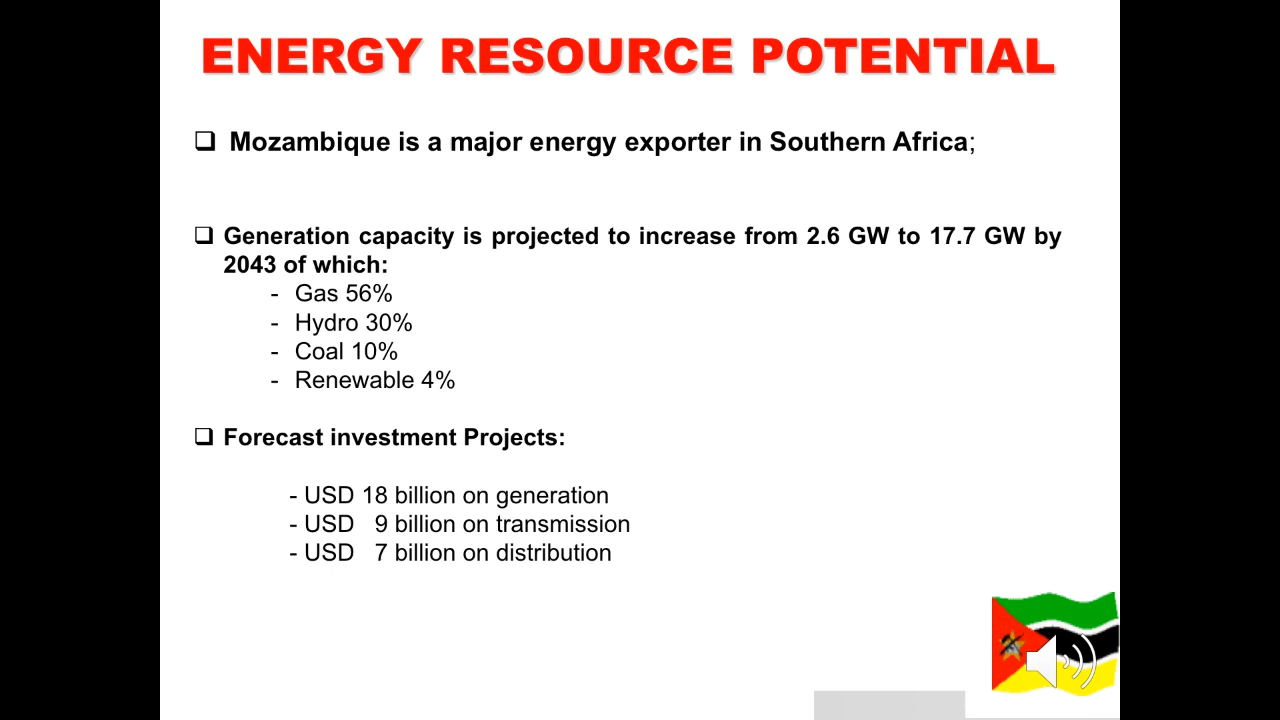 ENERGY RESOURCE POTENTIAL
❑ Mozambique is a major energy exporter in Southern Africa;
❑ Generation capacity is projected to increase from 2.6 GW to 17.7 GW by
2043 of which:
- Gas 56%
- Hydro 30%
- Coal 10%
- Renewable 4%
❑ Forecast investment Projects:
- USD 18 billion on generation
- USD 9 billion on transmission
- USD 7 billion on distribution